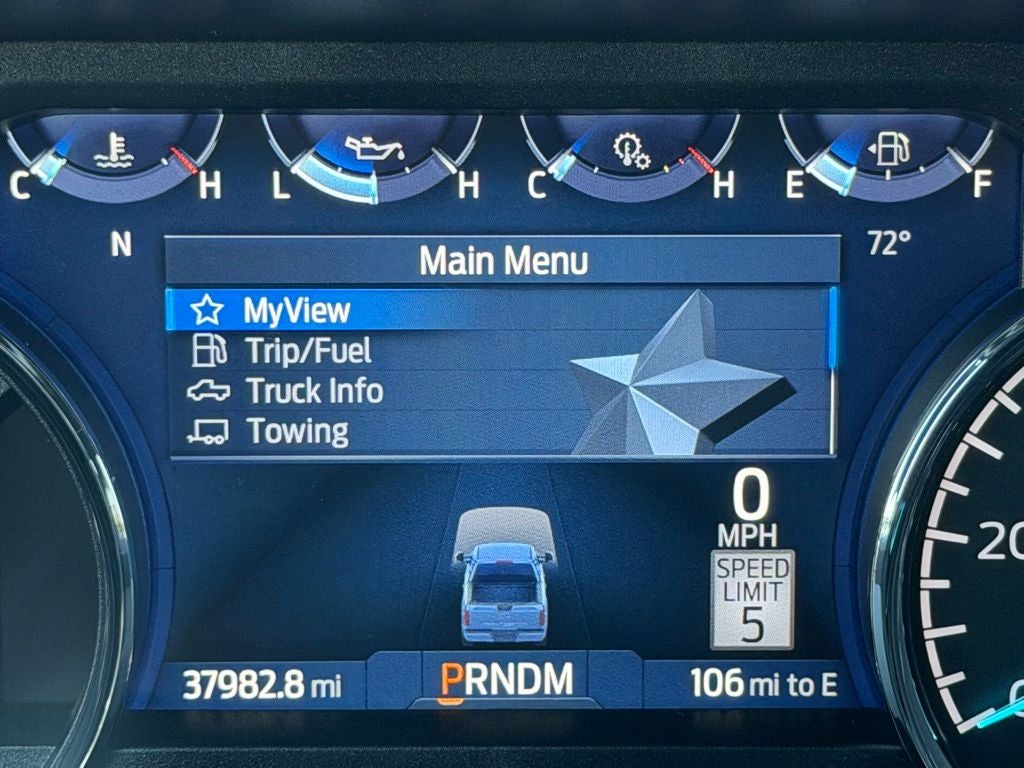 C H L H C H E F
N
72°
Main Menu
MyView
Trip/Fuel
Truck Info
Towing
0
MPH
SPEED
LIMIT
5
37982.8 mi
PRNDM
106 mi to E
20
0